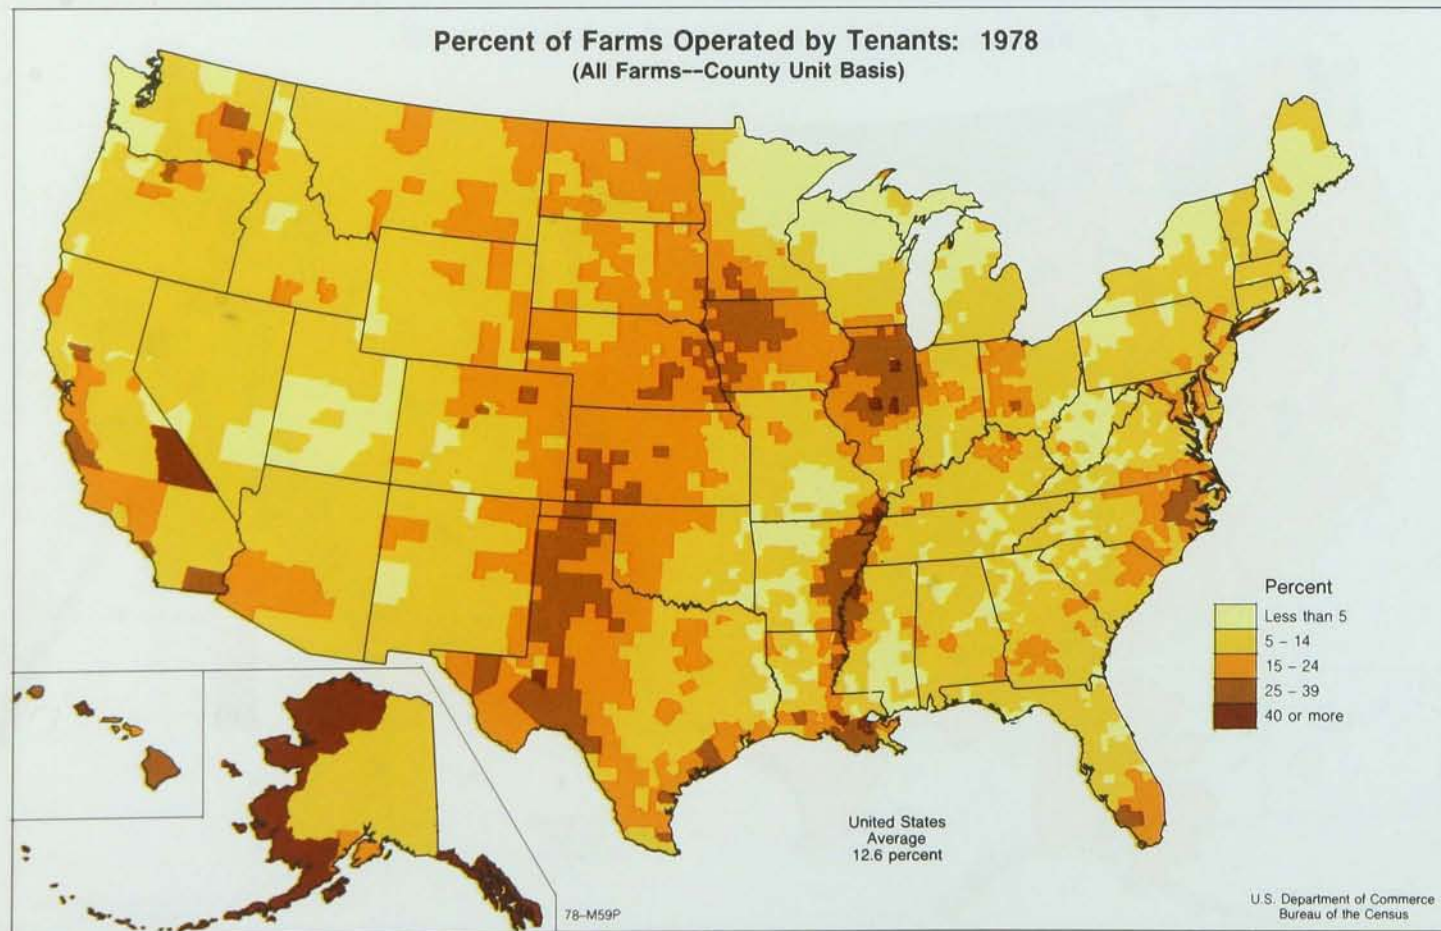 Percent of Farms Operated by Tenants: 1978
(All Farms--County Unit Basis)
Percent
Less than 5
5 – 14
15 – 24
25 – 39
40 or more
United States
Average
12.6 percent
78-M59P
U.S. Department of Commerce
Bureau of the Census